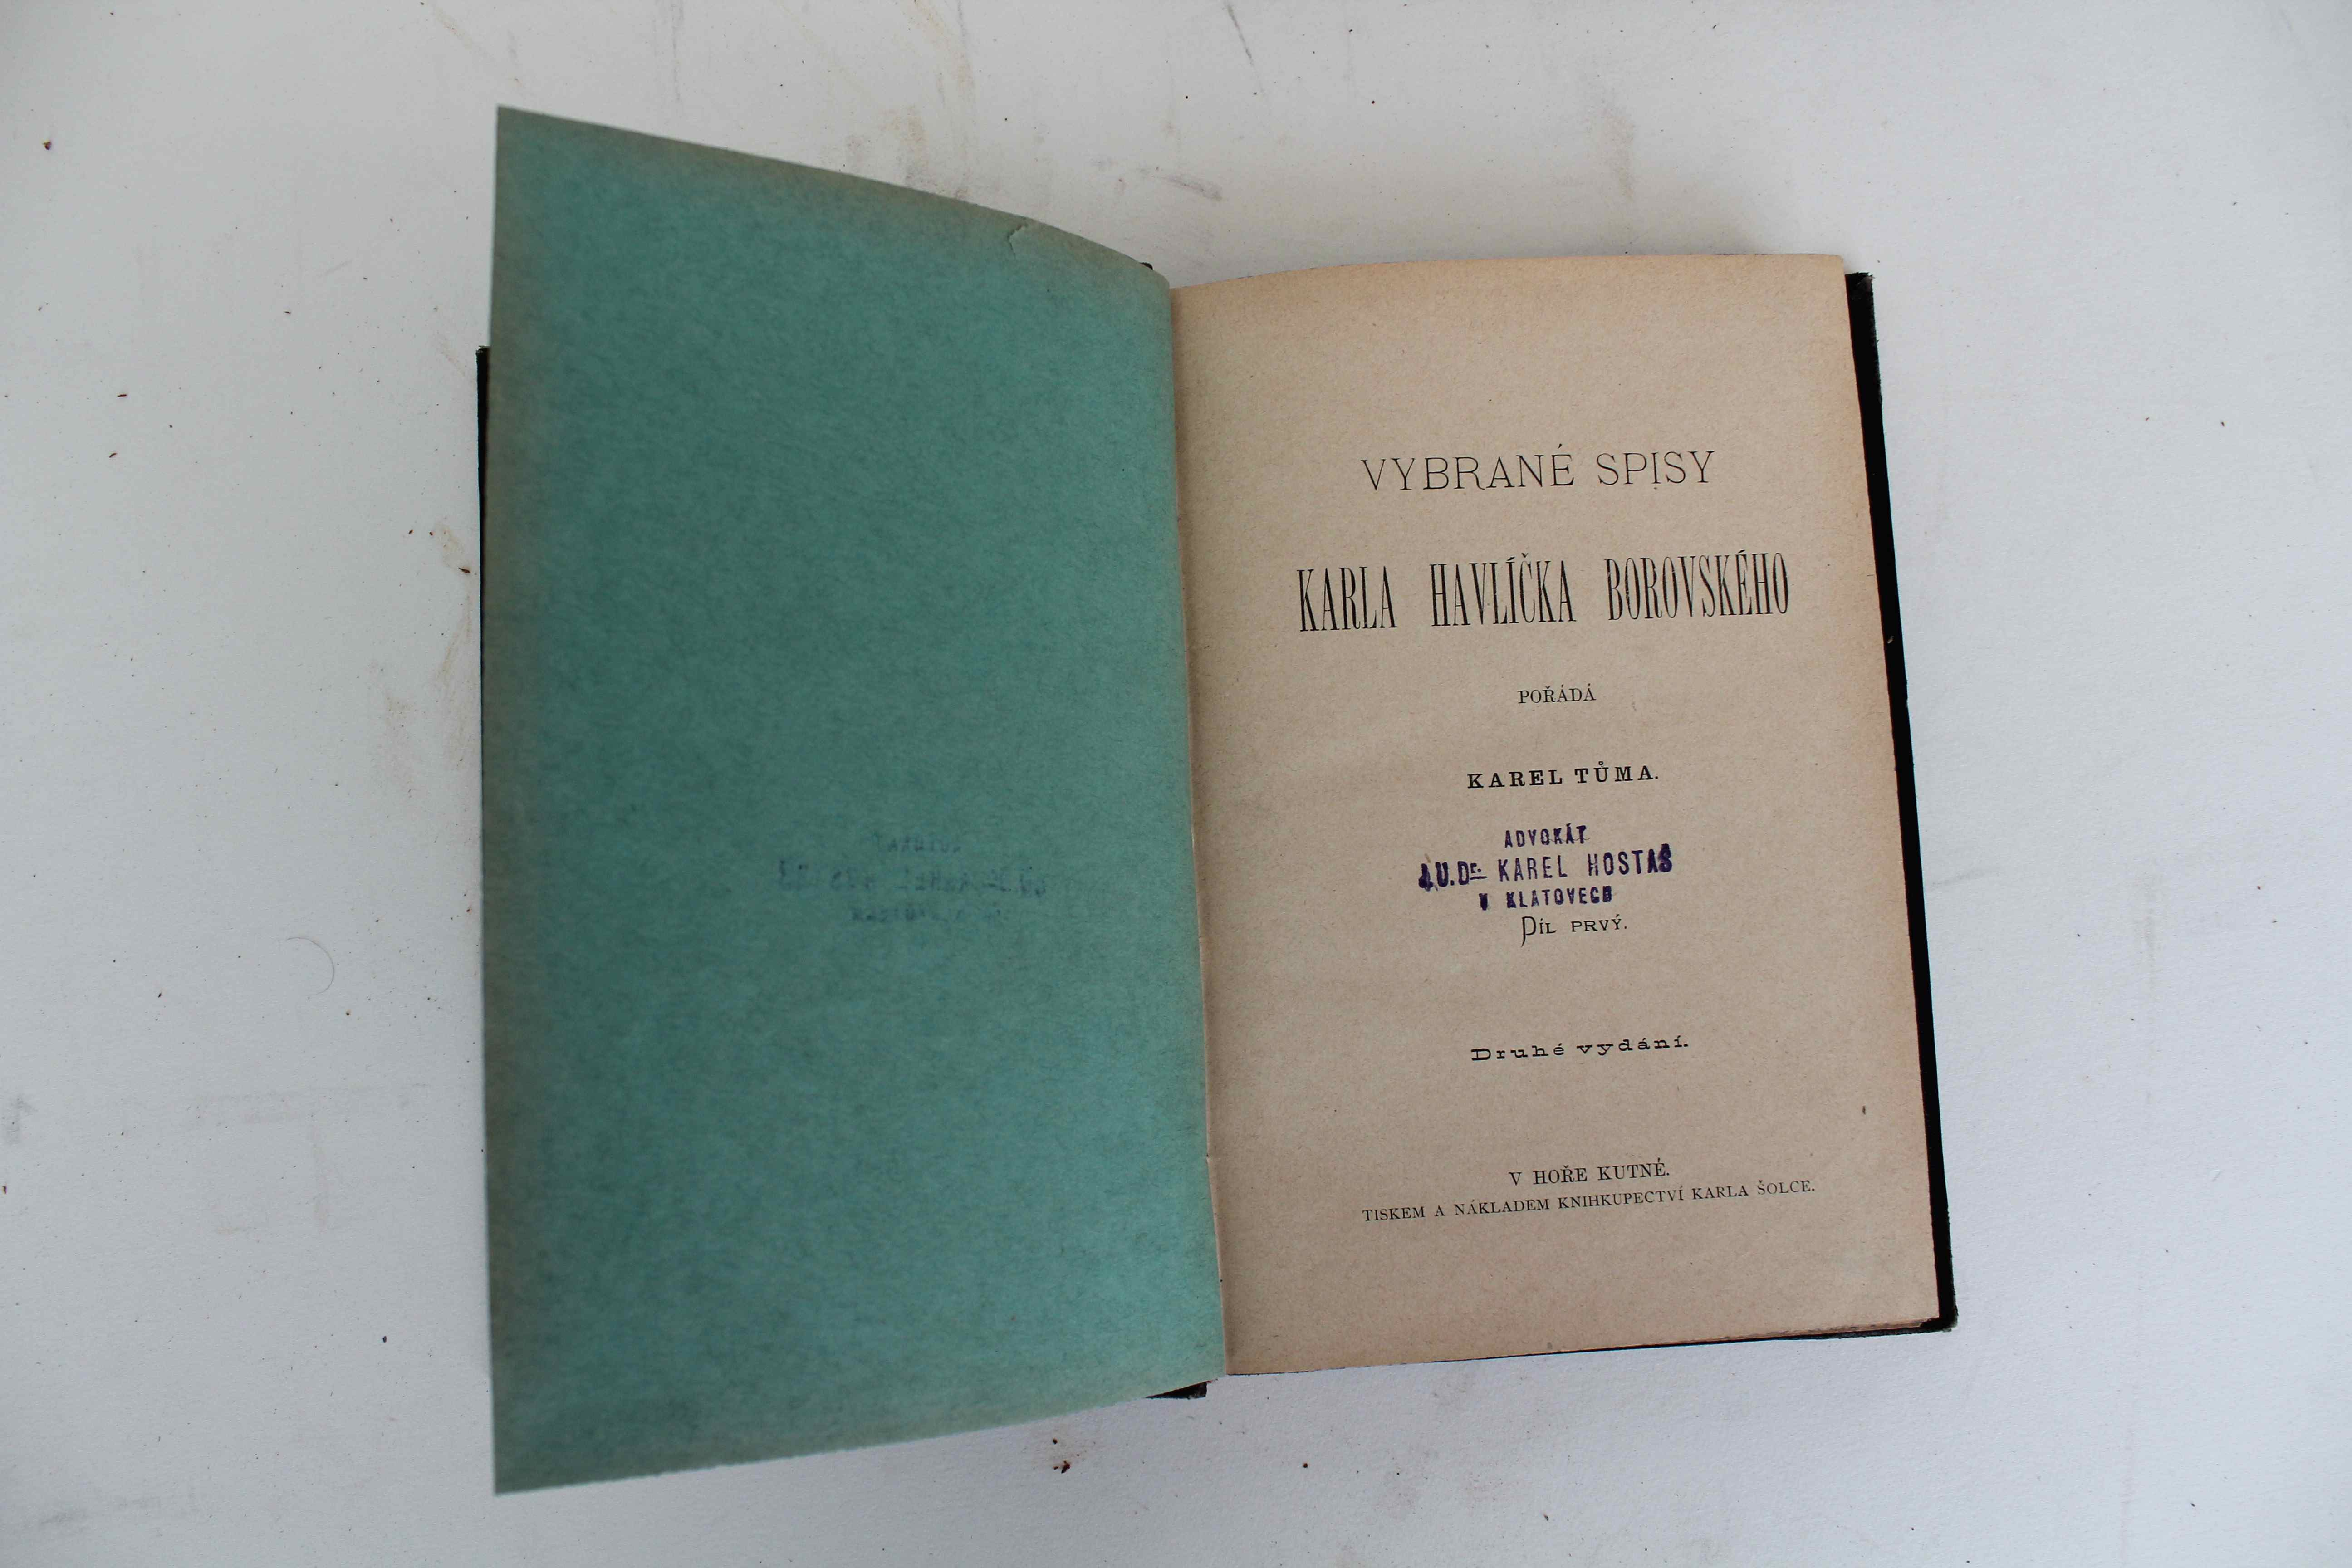 VYBRANÉ SPISY
KARLA HAVLÍČKA BOROVSKÉHO
POŘÁDÁ
KAREL TŮMA.
ADVOKÁT
JU.Dr. KAREL HOSTAŠ
V KLATOVECH
DÍL PRVÝ.
Druhé vydání.
V HOŘE KUTNÉ.
TISKEM A NÁKLADEM KNIHKUPECTVÍ KARLA ŠOLCE.